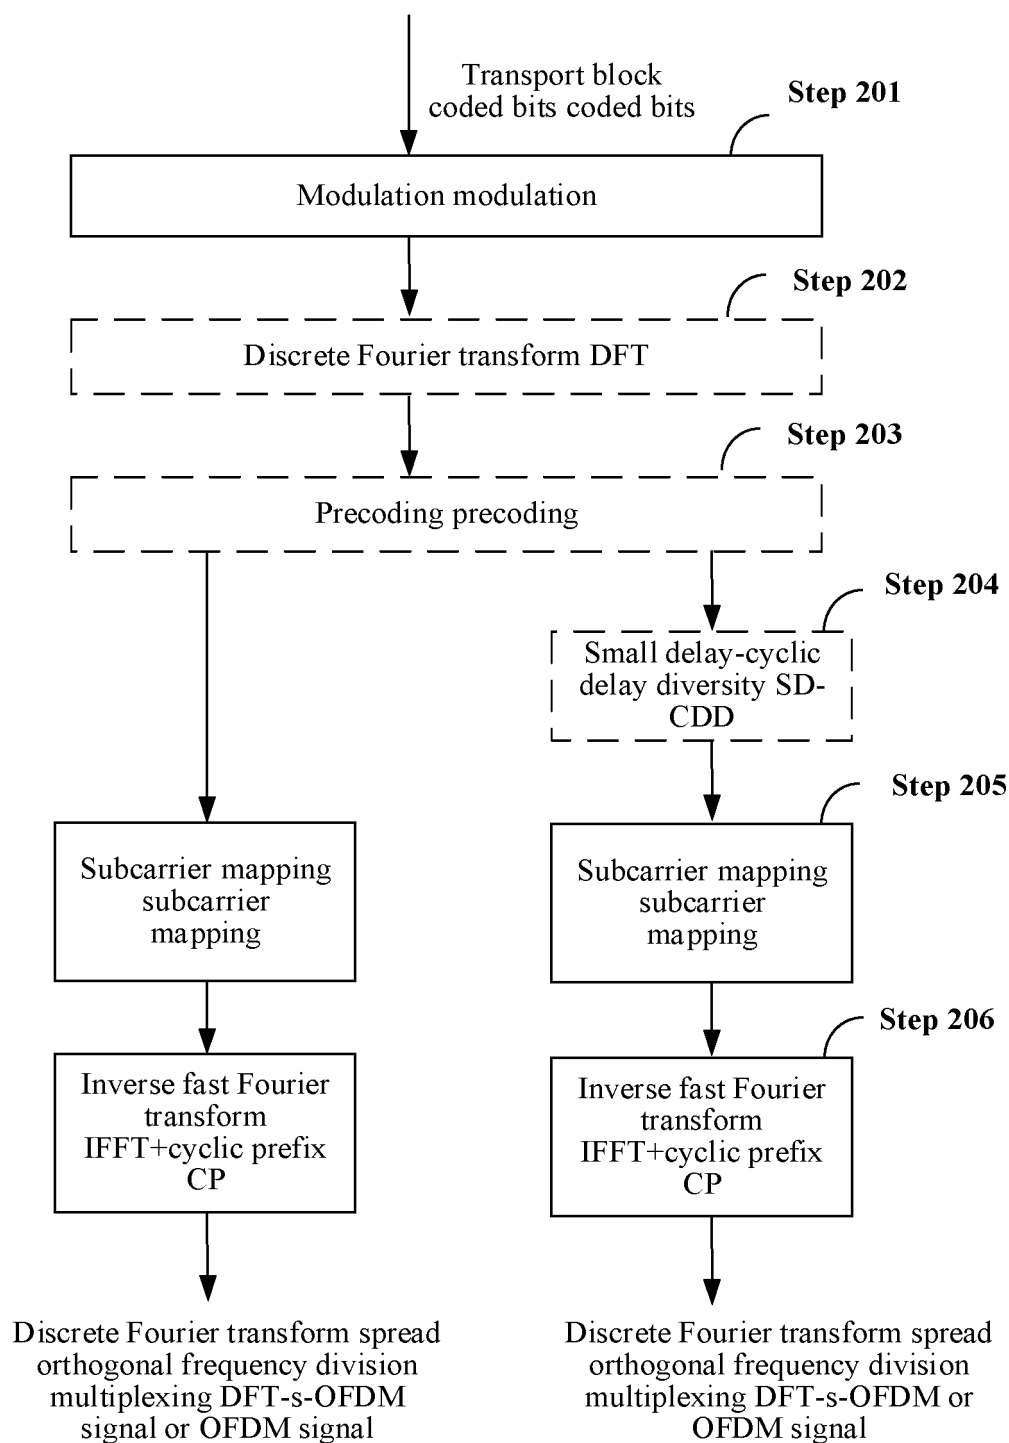 Transport block
coded bits coded bits
Step 201
Modulation modulation
Step 202
Discrete Fourier transform DFT
Step 203
Precoding precoding
Step 204
Small delay-cyclic
delay diversity SD-
CDD
Step 205
Subcarrier mapping
subcarrier
mapping
Subcarrier mapping
subcarrier
mapping
Step 206
Inverse fast Fourier
transform
IFFT+cyclic prefix
CP
Inverse fast Fourier
transform
IFFT+cyclic prefix
CP
Discrete Fourier transform spread
orthogonal frequency division
multiplexing DFT-s-OFDM
signal or OFDM signal
Discrete Fourier transform spread
orthogonal frequency division
multiplexing DFT-s-OFDM or
OFDM signal